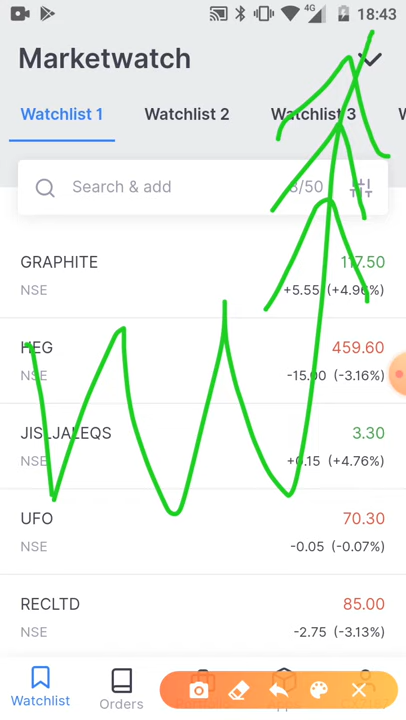 4G 18:43
Marketwatch
Watchlist 1 Watchlist 2 Watchlist 3 W
Search & add /50
GRAPHITE 117.50
NSE +5.55 (+4.96%)
HEG 459.60
NSE -15.00 (-3.16%)
JISLJALEQS 3.30
NSE +0.15 (+4.76%)
UFO 70.30
NSE -0.05 (-0.07%)
RECLTD 85.00
NSE -2.75 (-3.13%)
Watchlist Orders